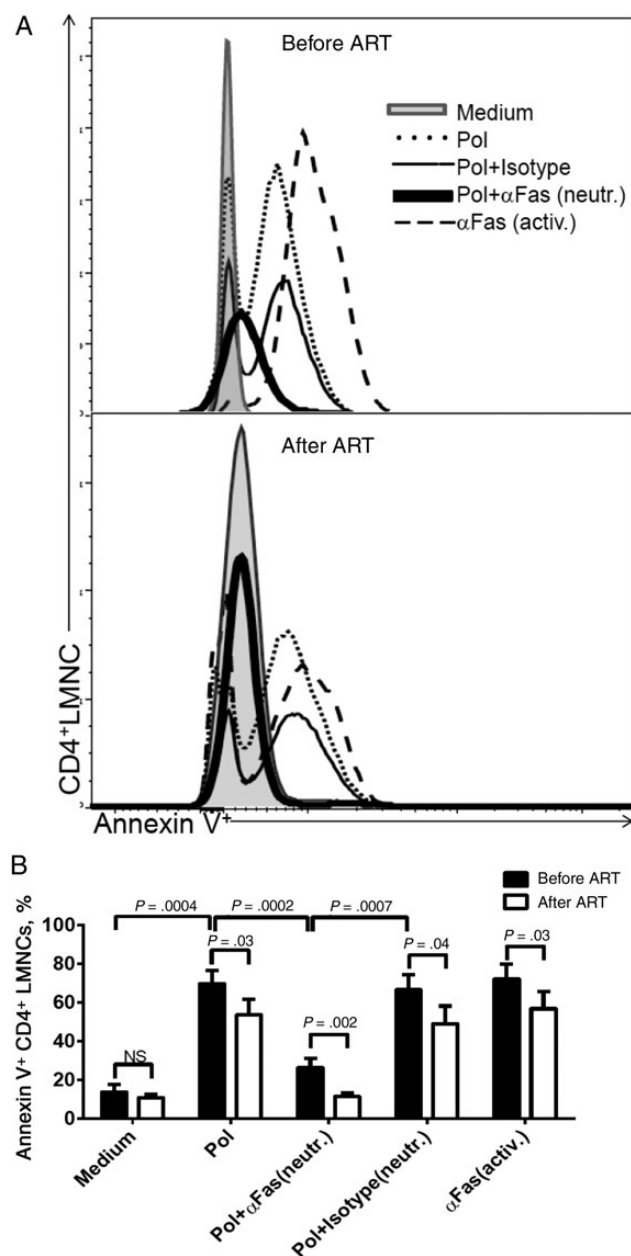 A
Before ART
Medium
Pol
Pol+Isotype
Pol+αFas (neutr.)
αFas (activ.)
After ART
CD4⁺LMNC
Annexin V⁺
B
Before ART
After ART
P = .0004
P = .0002
P = .0007
P = .03
P = .04
P = .03
P = .002
NS
Annexin V⁺ CD4⁺ LMNCs, %
100
80
60
40
20
0
Medium
Pol
Pol+αFas(neutr.)
Pol+Isotype(neutr.)
αFas(activ.)